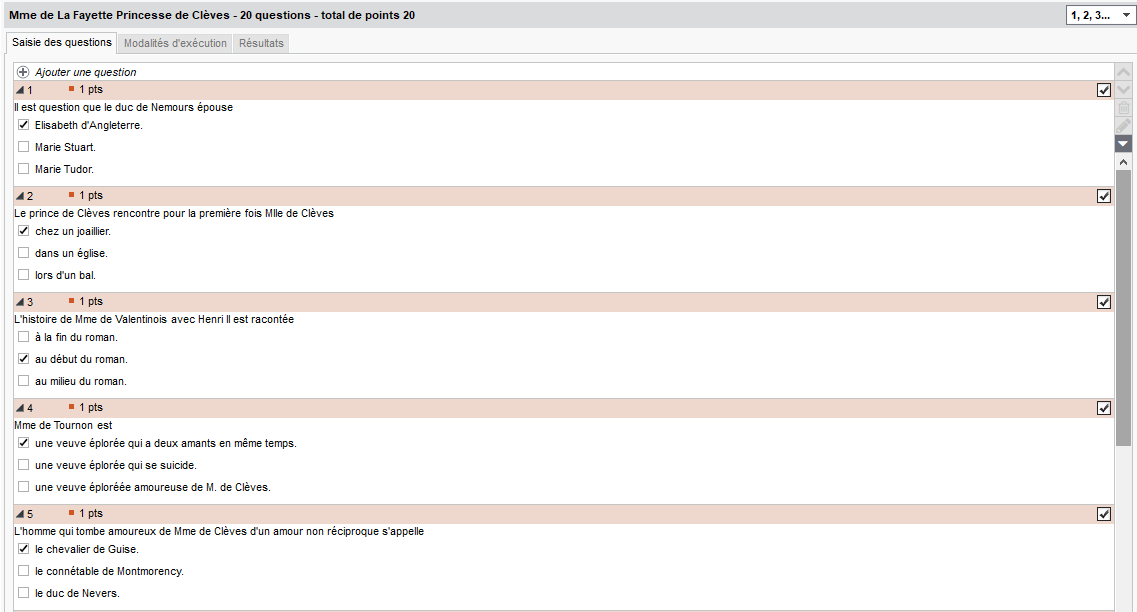 Mme de La Fayette Princesse de Clèves - 20 questions - total de points 20
1, 2, 3...
Saisie des questions
Modalités d'exécution
Résultats
Ajouter une question
1 1 pts
Il est question que le duc de Nemours épouse
Elisabeth d'Angleterre.
Marie Stuart.
Marie Tudor.
2 1 pts
Le prince de Clèves rencontre pour la première fois Mlle de Clèves
chez un joaillier.
dans un église.
lors d'un bal.
3 1 pts
L'histoire de Mme de Valentinois avec Henri II est racontée
à la fin du roman.
au début du roman.
au milieu du roman.
4 1 pts
Mme de Tournon est
une veuve éplorée qui a deux amants en même temps.
une veuve éplorée qui se suicide.
une veuve éploréée amoureuse de M. de Clèves.
5 1 pts
L'homme qui tombe amoureux de Mme de Clèves d'un amour non réciproque s'appelle
le chevalier de Guise.
le connétable de Montmorency.
le duc de Nevers.